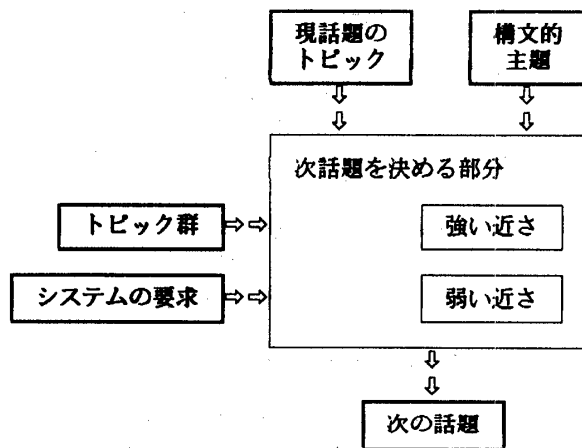 現話題の
トピック
構文的
主題
次話題を決める部分
トピック群
強い近さ
システムの要求
弱い近さ
次の話題